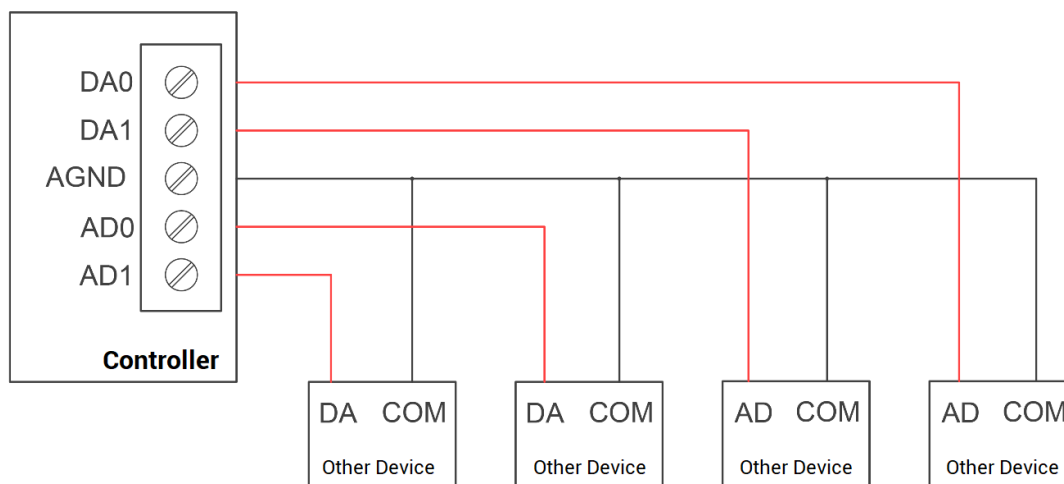 DA0
DA1
AGND
AD0
AD1
Controller
DA COM
Other Device
DA COM
Other Device
AD COM
Other Device
AD COM
Other Device